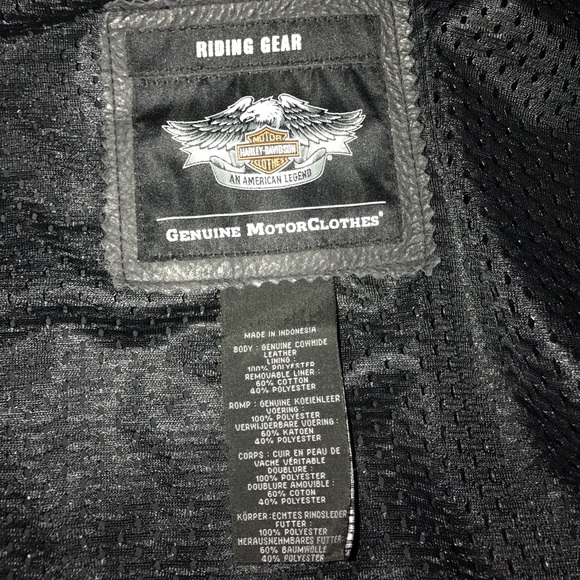 RIDING GEAR
MOTOR
HARLEY-DAVIDSON
CLOTHES
AN AMERICAN LEGEND
GENUINE MOTORCLOTHES®
MADE IN INDONESIA
BODY : GENUINE COWHIDE
LEATHER
LINING :
100% POLYESTER
REMOVABLE LINER :
60% COTTON
40% POLYESTER
ROMP : GENUINE KOEIENLEER
VOERING :
100% POLYESTER
VERWIJDERBARE VOERING :
60% KATOEN
40% POLYESTER
CORPS : CUIR EN PEAU DE
VACHE VÉRITABLE
DOUBLURE :
100% POLYESTER
DOUBLURE AMOVIBLE :
60% COTON
40% POLYESTER
KÖRPER : ECHTES RINDSLEDER
FUTTER :
100% POLYESTER
HERAUSNEHMBARES FUTTER
60% BAUMWOLLE
40% POLYESTER